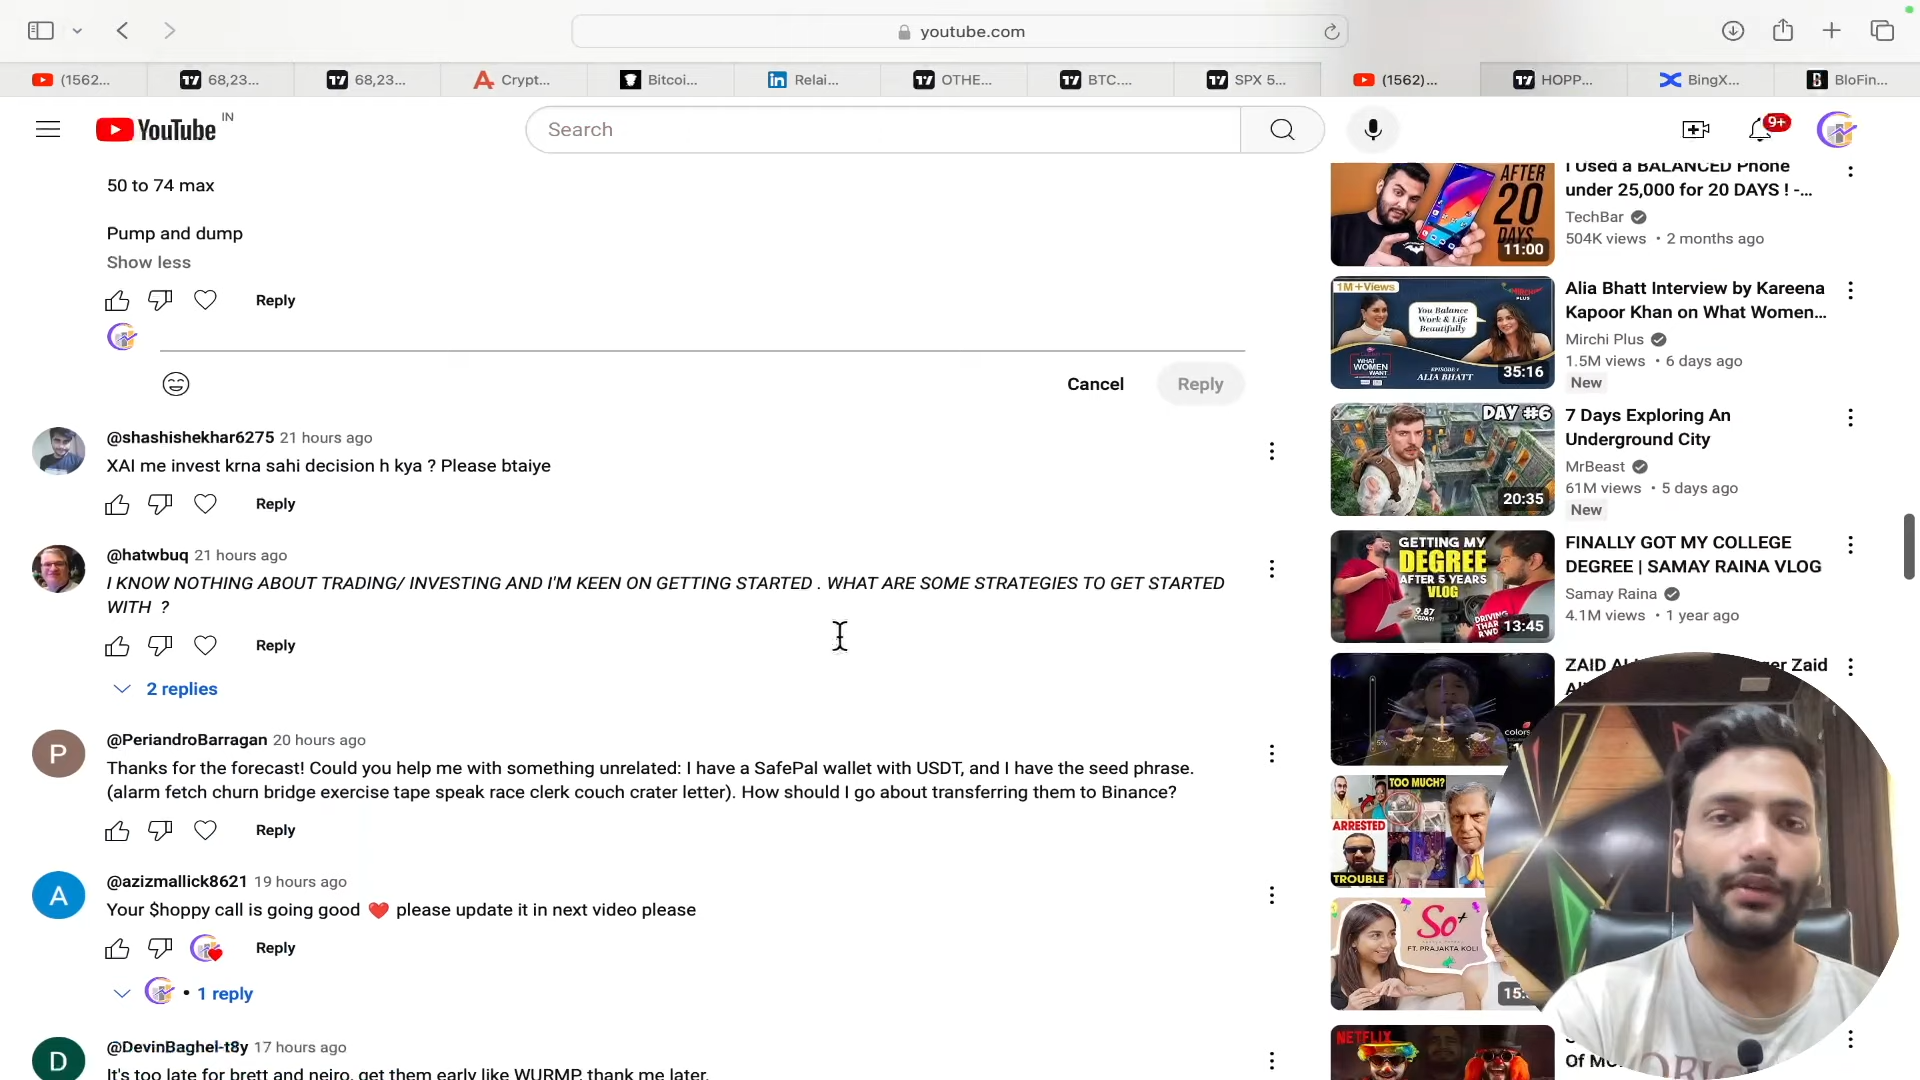 youtube.com
(1562...
68,23...
68,23...
Crypt...
Bitcoi...
Relai...
OTHE...
BTC....
SPX 5...
(1562)...
HOPP...
BingX...
BloFin...
YouTube IN
Search
9+
50 to 74 max
Pump and dump
Show less
Reply
Cancel
Reply
@shashishekhar6275 21 hours ago
XAI me invest krna sahi decision h kya ? Please btaiye
Reply
@hatwbuq 21 hours ago
I KNOW NOTHING ABOUT TRADING/ INVESTING AND I'M KEEN ON GETTING STARTED . WHAT ARE SOME STRATEGIES TO GET STARTED
WITH ?
Reply
2 replies
P
@PeriandroBarragan 20 hours ago
Thanks for the forecast! Could you help me with something unrelated: I have a SafePal wallet with USDT, and I have the seed phrase.
(alarm fetch churn bridge exercise tape speak race clerk couch crater letter). How should I go about transferring them to Binance?
Reply
A
@azizmallick8621 19 hours ago
Your $hoppy call is going good ❤️ please update it in next video please
Reply
• 1 reply
D
@DevinBaghel-t8y 17 hours ago
It's too late for brett and neiro, get them early like WURMP, thank me later.
AFTER
20
DAYS
11:00
I Used a BALANCED Phone
under 25,000 for 20 DAYS ! -...
TechBar
504K views • 2 months ago
1M+Views
MIRCHI PLUS
You Balance
Work & Life
Beautifully
WHAT
WOMEN
WANT
EPISODE 1
ALIA BHATT
35:16
Alia Bhatt Interview by Kareena
Kapoor Khan on What Women...
Mirchi Plus
1.5M views • 6 days ago
New
DAY #6
20:35
7 Days Exploring An
Underground City
MrBeast
61M views • 5 days ago
New
GETTING MY
DEGREE
AFTER 5 YEARS
VLOG
9.87
CGPA?!
DRIVING
THAR
RWD
13:45
FINALLY GOT MY COLLEGE
DEGREE | SAMAY RAINA VLOG
Samay Raina
4.1M views • 1 year ago
colors
Zaid
TOO MUCH?
ARRESTED
TROUBLE
So+
FT. PRAJAKTA KOLI
15:
NETFLIX